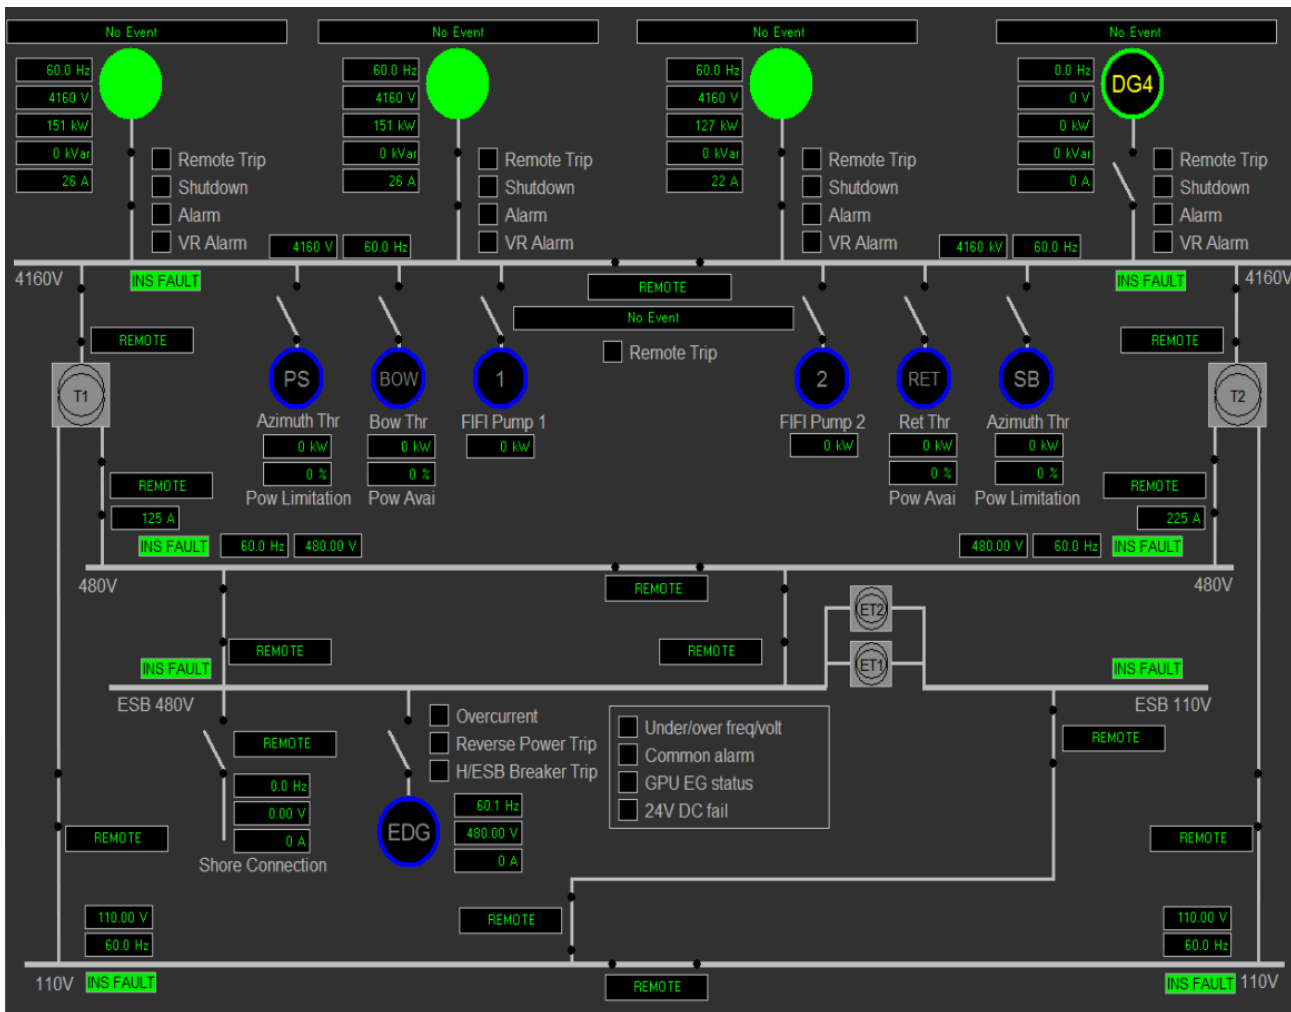 No Event
No Event
No Event
No Event
60.0 Hz
4160 V
151 kW
0 kVar
26 A
Remote Trip
Shutdown
Alarm
VR Alarm
60.0 Hz
4160 V
151 kW
0 kVar
26 A
Remote Trip
Shutdown
Alarm
VR Alarm
60.0 Hz
4160 V
127 kW
0 kVar
22 A
Remote Trip
Shutdown
Alarm
VR Alarm
0.0 Hz
0 V
0 kW
0 kVar
0 A
DG4
Remote Trip
Shutdown
Alarm
VR Alarm
4160 V 60.0 Hz
4160 kV 60.0 Hz
4160V
INS FAULT
REMOTE
INS FAULT
4160V
No Event
Remote Trip
REMOTE
REMOTE
T1
PS
Azimuth Thr
0 kW
0 %
Pow Limitation
BOW
Bow Thr
0 kW
0 %
Pow Avai
1
FIFI Pump 1
0 kW
2
FIFI Pump 2
0 kW
RET
Ret Thr
0 kW
0 %
Pow Avai
SB
Azimuth Thr
0 kW
0 %
Pow Limitation
T2
REMOTE
125 A
INS FAULT
60.0 Hz 480.00 V
REMOTE
225 A
480.00 V 60.0 Hz
INS FAULT
480V
REMOTE
480V
ET2
ET1
REMOTE
REMOTE
INS FAULT
INS FAULT
ESB 480V
ESB 110V
REMOTE
0.0 Hz
0.00 V
0 A
Shore Connection
Overcurrent
Reverse Power Trip
H/ESB Breaker Trip
EDG
60.1 Hz
480.00 V
0 A
Under/over freq/volt
Common alarm
GPU EG status
24V DC fail
REMOTE
REMOTE
REMOTE
110.00 V
60.0 Hz
REMOTE
110.00 V
60.0 Hz
110V
INS FAULT
REMOTE
INS FAULT
110V